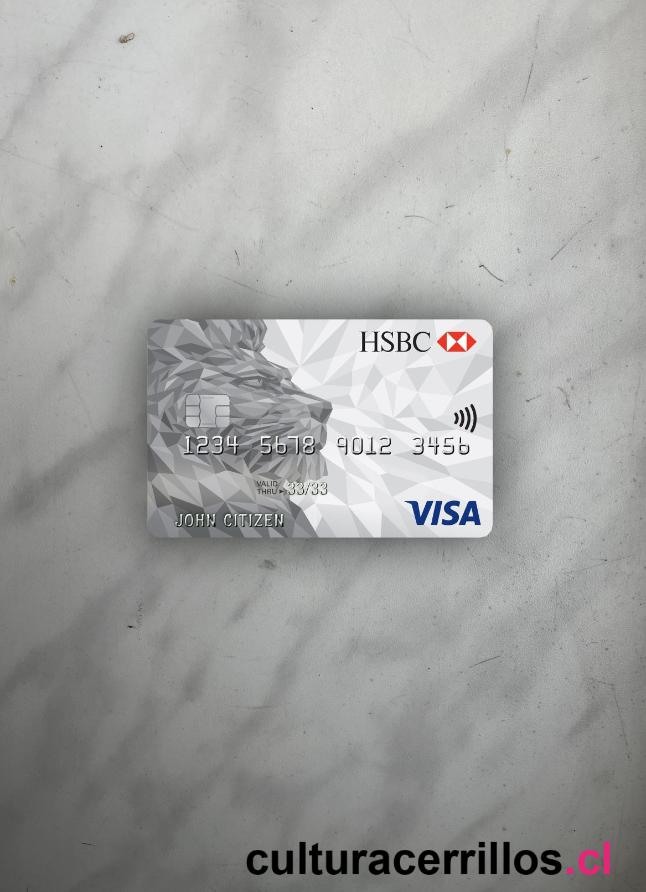 HSBC
1234 5678 9012 3456
VALID
THRU 33/33
JOHN CITIZEN
VISA
culturacerrillos.cl